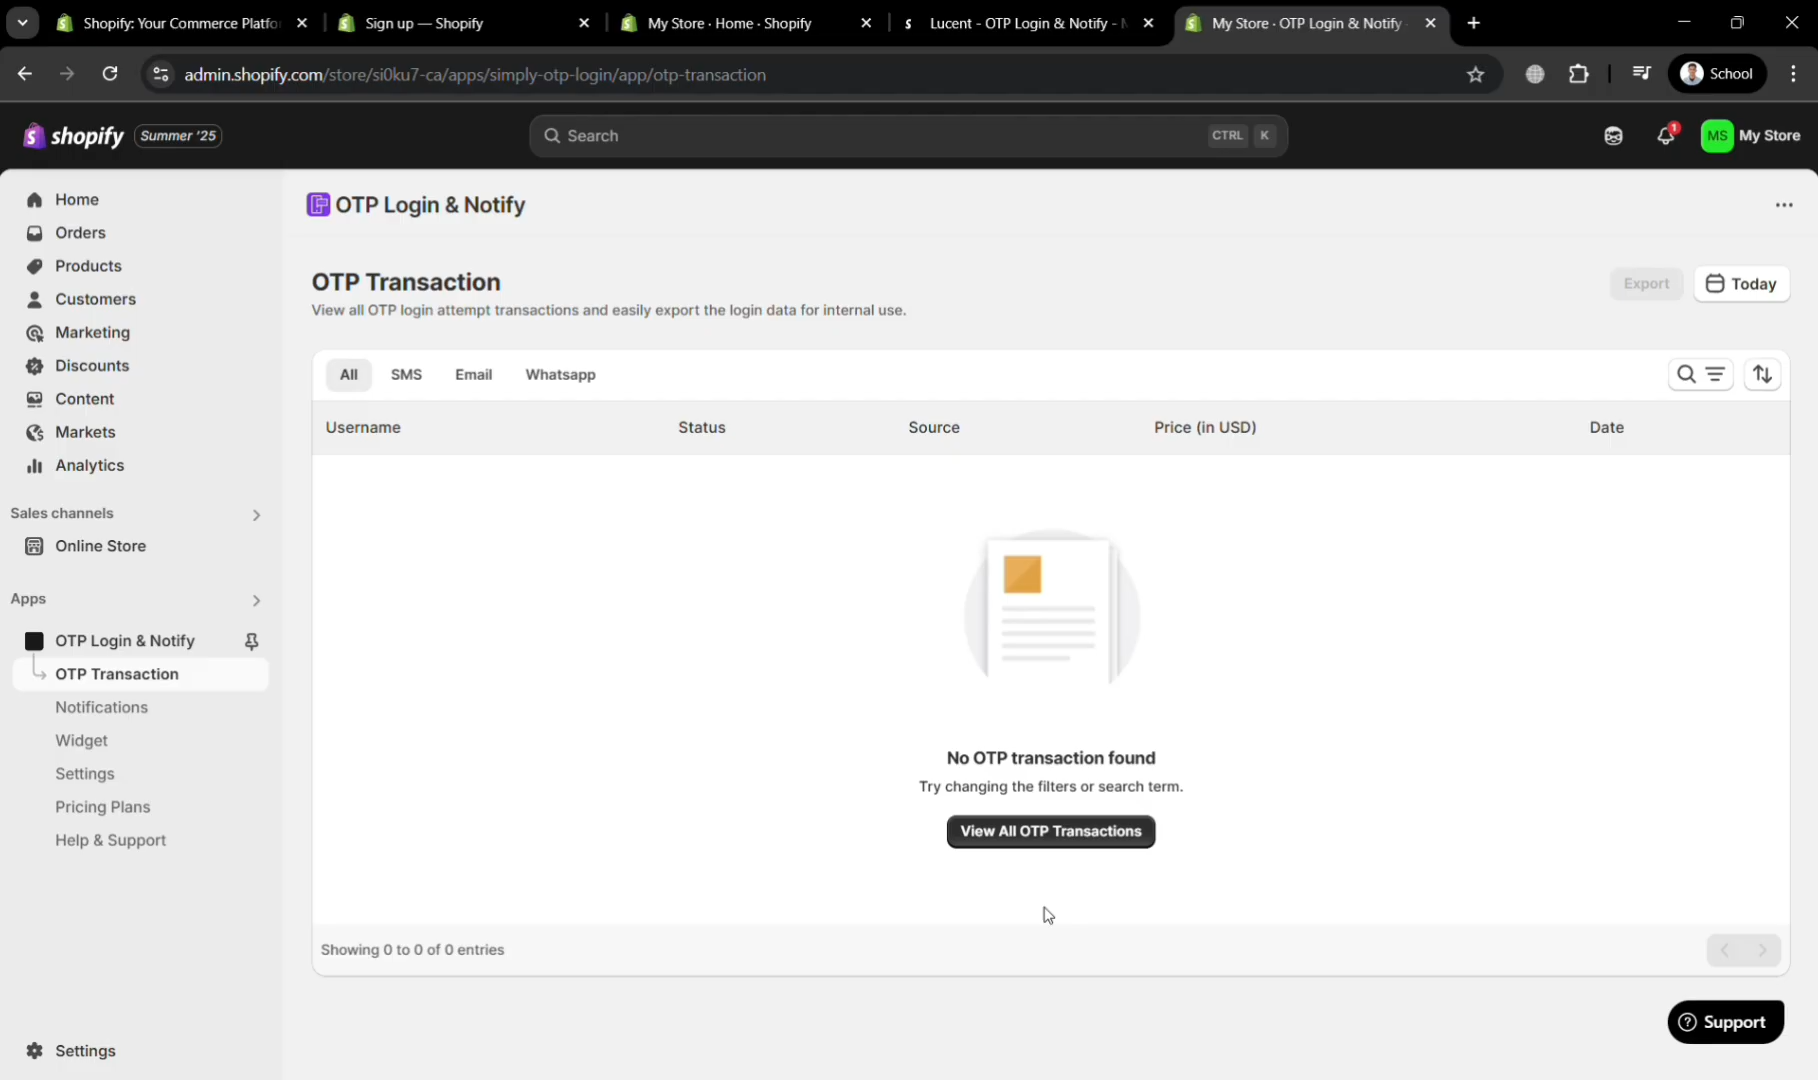 Shopify: Your Commerce Platfo
Sign up — Shopify
My Store · Home · Shopify
Lucent - OTP Login & Notify -
My Store · OTP Login & Notify
admin.shopify.com/store/si0ku7-ca/apps/simply-otp-login/app/otp-transaction
School
shopify
Summer '25
Search
CTRL K
1
MS
My Store
Home
Orders
Products
Customers
Marketing
Discounts
Content
Markets
Analytics
Sales channels
Online Store
Apps
OTP Login & Notify
OTP Transaction
Notifications
Widget
Settings
Pricing Plans
Help & Support
Settings
OTP Login & Notify
OTP Transaction
View all OTP login attempt transactions and easily export the login data for internal use.
Export
Today
All
SMS
Email
Whatsapp
Username
Status
Source
Price (in USD)
Date
No OTP transaction found
Try changing the filters or search term.
View All OTP Transactions
Showing 0 to 0 of 0 entries
Support